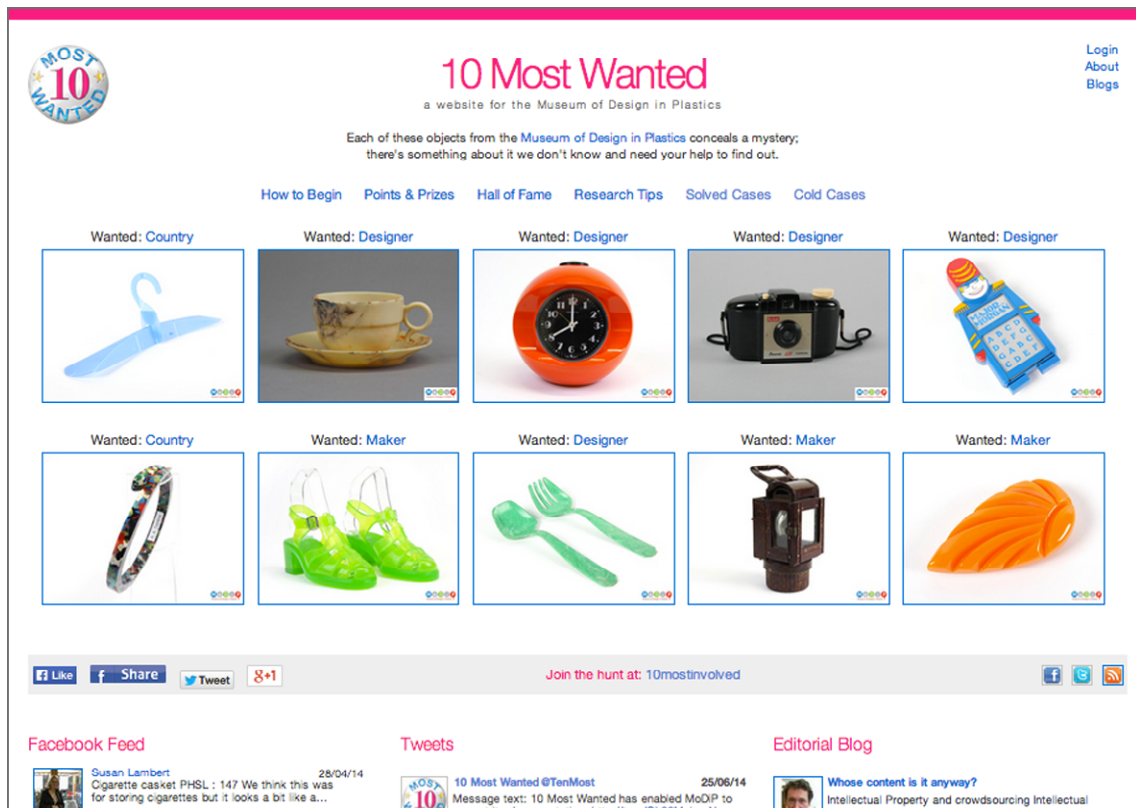 MOST
10
WANTED
10 Most Wanted
a website for the Museum of Design in Plastics
Login
About
Blogs
Each of these objects from the Museum of Design in Plastics conceals a mystery;
there's something about it we don't know and need your help to find out.
How to Begin Points & Prizes Hall of Fame Research Tips Solved Cases Cold Cases
Wanted: Country Wanted: Designer Wanted: Designer Wanted: Designer Wanted: Designer
MAJOR
MORGAN
A B C D
D E F G
G A B C
C D E F
Wanted: Country Wanted: Maker Wanted: Designer Wanted: Maker Wanted: Maker
Like Share Tweet g+1
Join the hunt at: 10mostinvolved
Facebook Feed
Susan Lambert 28/04/14
Cigarette casket PHSL : 147 We think this was
for storing cigarettes but it looks a bit like a...
Tweets
MOST
10
10 Most Wanted @TenMost 25/06/14
Message text: 10 Most Wanted has enabled MoDiP to
Editorial Blog
Whose content is it anyway?
Intellectual Property and crowdsourcing Intellectual